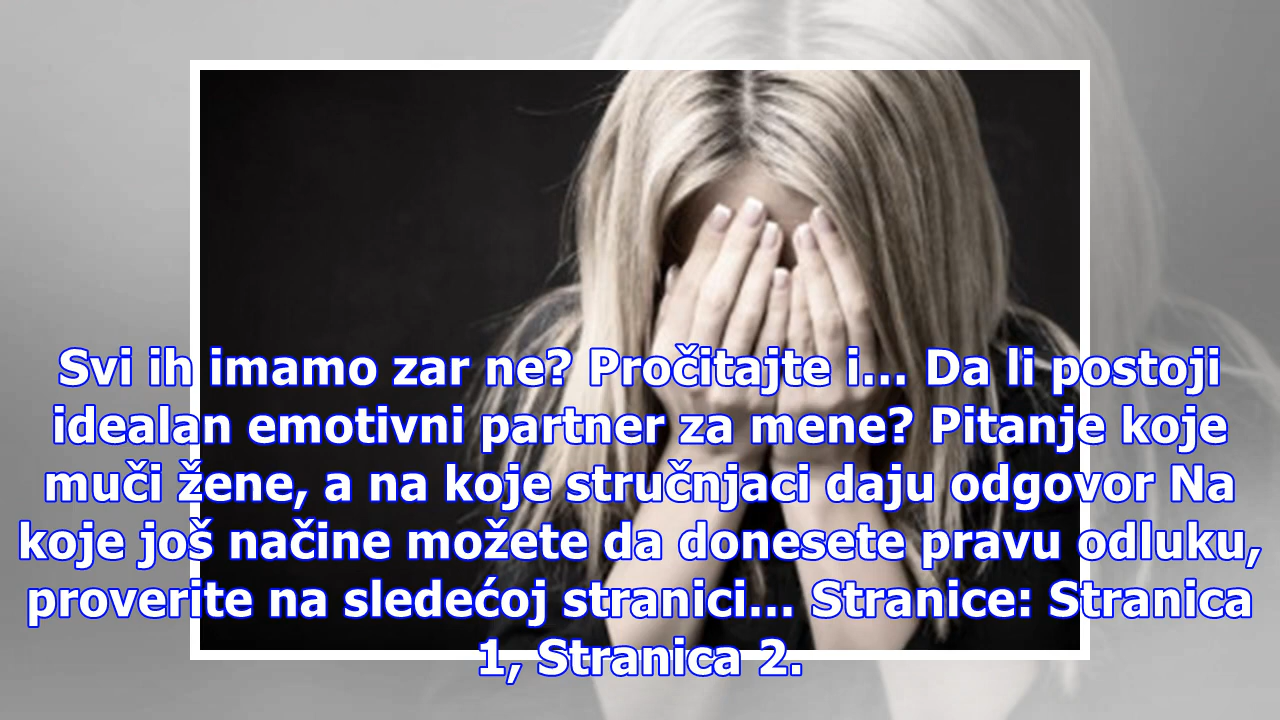 Svi ih imamo zar ne? Pročitajte i... Da li postoji
idealan emotivni partner za mene? Pitanje koje
muči žene, a na koje stručnjaci daju odgovor Na
koje još načine možete da donesete pravu odluku,
proverite na sledećoj stranici... Stranice: Stranica
1, Stranica 2.